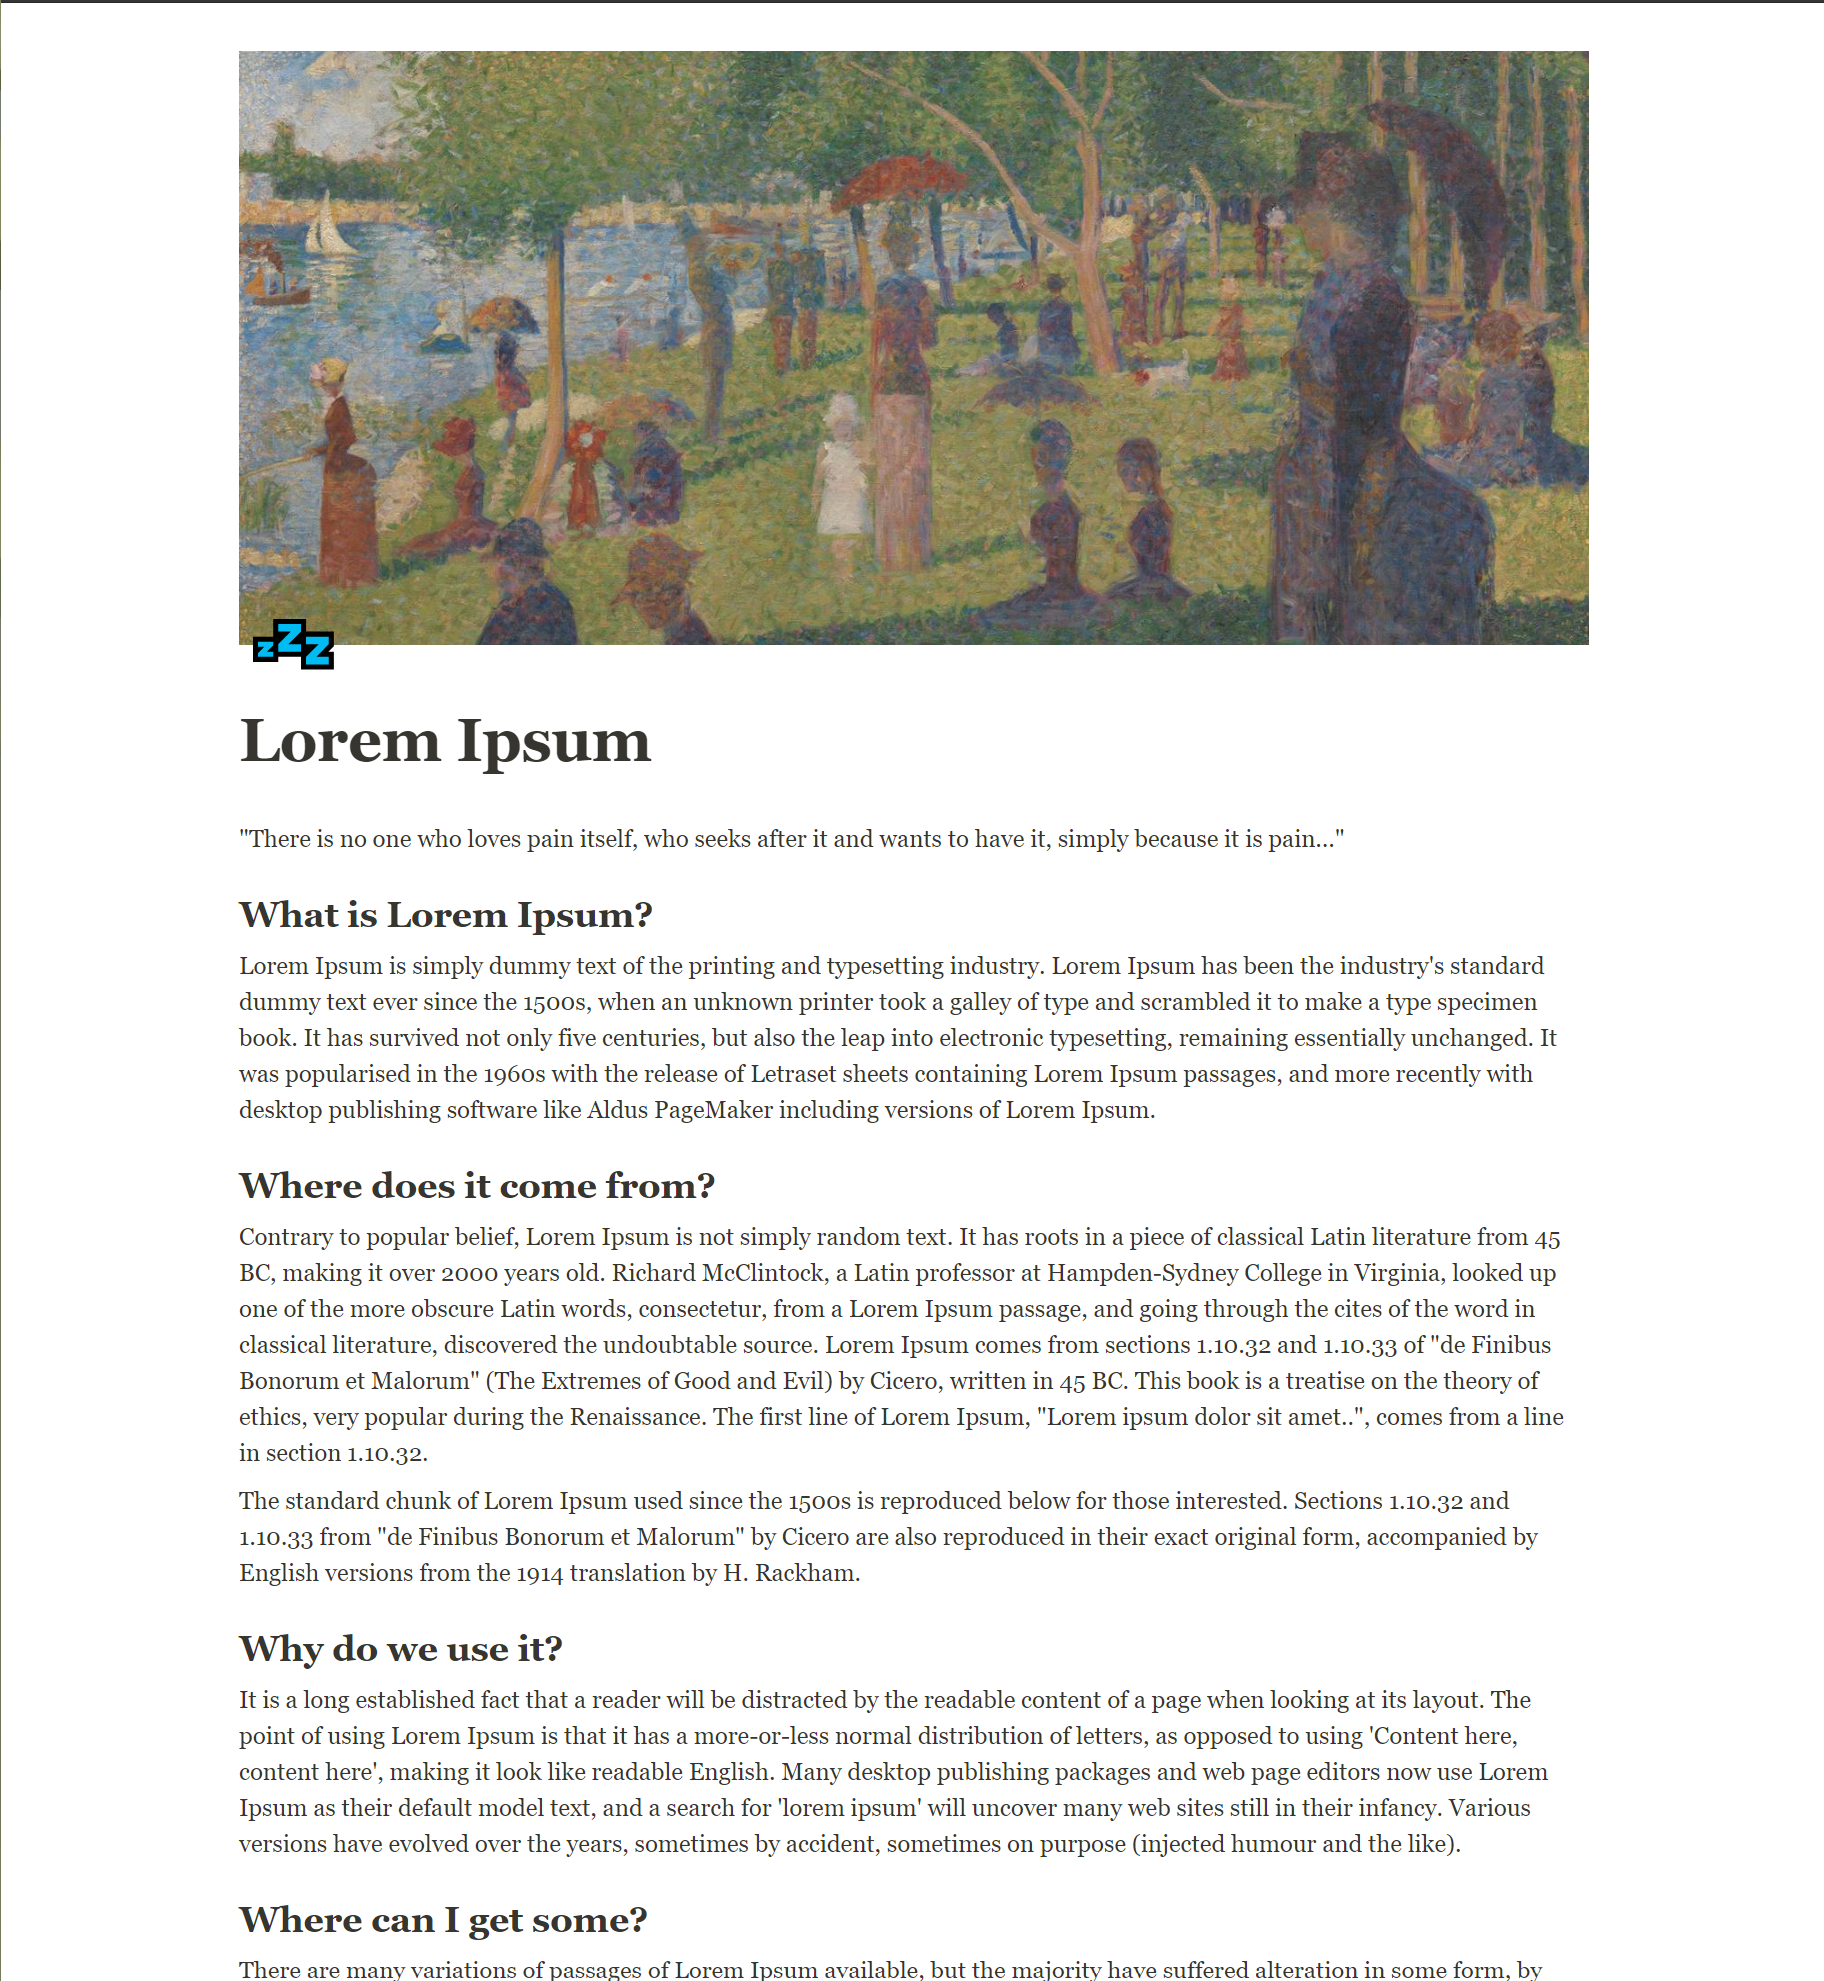 zZz
Lorem Ipsum
"There is no one who loves pain itself, who seeks after it and wants to have it, simply because it is pain..."
What is Lorem Ipsum?
Lorem Ipsum is simply dummy text of the printing and typesetting industry. Lorem Ipsum has been the industry's standard
dummy text ever since the 1500s, when an unknown printer took a galley of type and scrambled it to make a type specimen
book. It has survived not only five centuries, but also the leap into electronic typesetting, remaining essentially unchanged. It
was popularised in the 1960s with the release of Letraset sheets containing Lorem Ipsum passages, and more recently with
desktop publishing software like Aldus PageMaker including versions of Lorem Ipsum.
Where does it come from?
Contrary to popular belief, Lorem Ipsum is not simply random text. It has roots in a piece of classical Latin literature from 45
BC, making it over 2000 years old. Richard McClintock, a Latin professor at Hampden-Sydney College in Virginia, looked up
one of the more obscure Latin words, consectetur, from a Lorem Ipsum passage, and going through the cites of the word in
classical literature, discovered the undoubtable source. Lorem Ipsum comes from sections 1.10.32 and 1.10.33 of "de Finibus
Bonorum et Malorum" (The Extremes of Good and Evil) by Cicero, written in 45 BC. This book is a treatise on the theory of
ethics, very popular during the Renaissance. The first line of Lorem Ipsum, "Lorem ipsum dolor sit amet..", comes from a line
in section 1.10.32.
The standard chunk of Lorem Ipsum used since the 1500s is reproduced below for those interested. Sections 1.10.32 and
1.10.33 from "de Finibus Bonorum et Malorum" by Cicero are also reproduced in their exact original form, accompanied by
English versions from the 1914 translation by H. Rackham.
Why do we use it?
It is a long established fact that a reader will be distracted by the readable content of a page when looking at its layout. The
point of using Lorem Ipsum is that it has a more-or-less normal distribution of letters, as opposed to using 'Content here,
content here', making it look like readable English. Many desktop publishing packages and web page editors now use Lorem
Ipsum as their default model text, and a search for 'lorem ipsum' will uncover many web sites still in their infancy. Various
versions have evolved over the years, sometimes by accident, sometimes on purpose (injected humour and the like).
Where can I get some?
There are many variations of passages of Lorem Ipsum available, but the majority have suffered alteration in some form, by